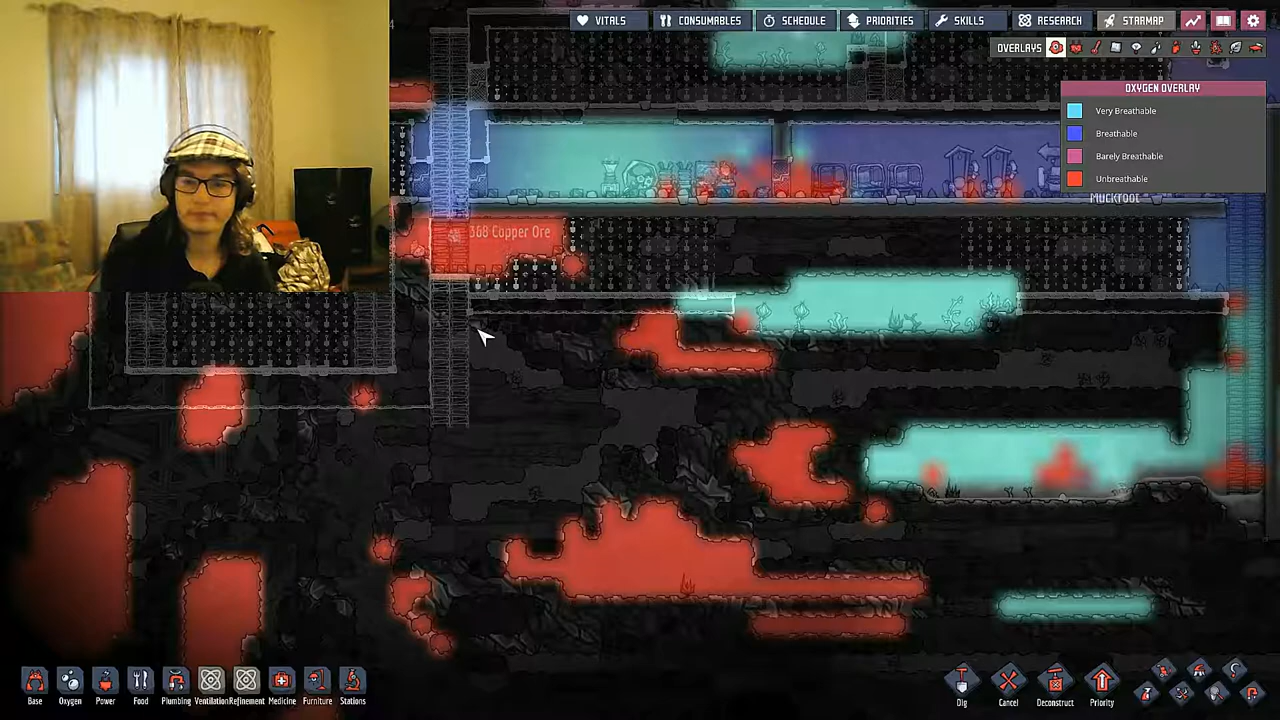 4
VITALS
CONSUMABLES
SCHEDULE
PRIORITIES
SKILLS
RESEARCH
STARMAP
OVERLAYS
OXYGEN OVERLAY
Very Breathable
Breathable
Barely Breathable
Unbreathable
MUCKROOT
368 Copper Ore
Base
Oxygen
Power
Food
Plumbing
Ventilation
Refinement
Medicine
Furniture
Stations
Dig
Cancel
Deconstruct
Priority